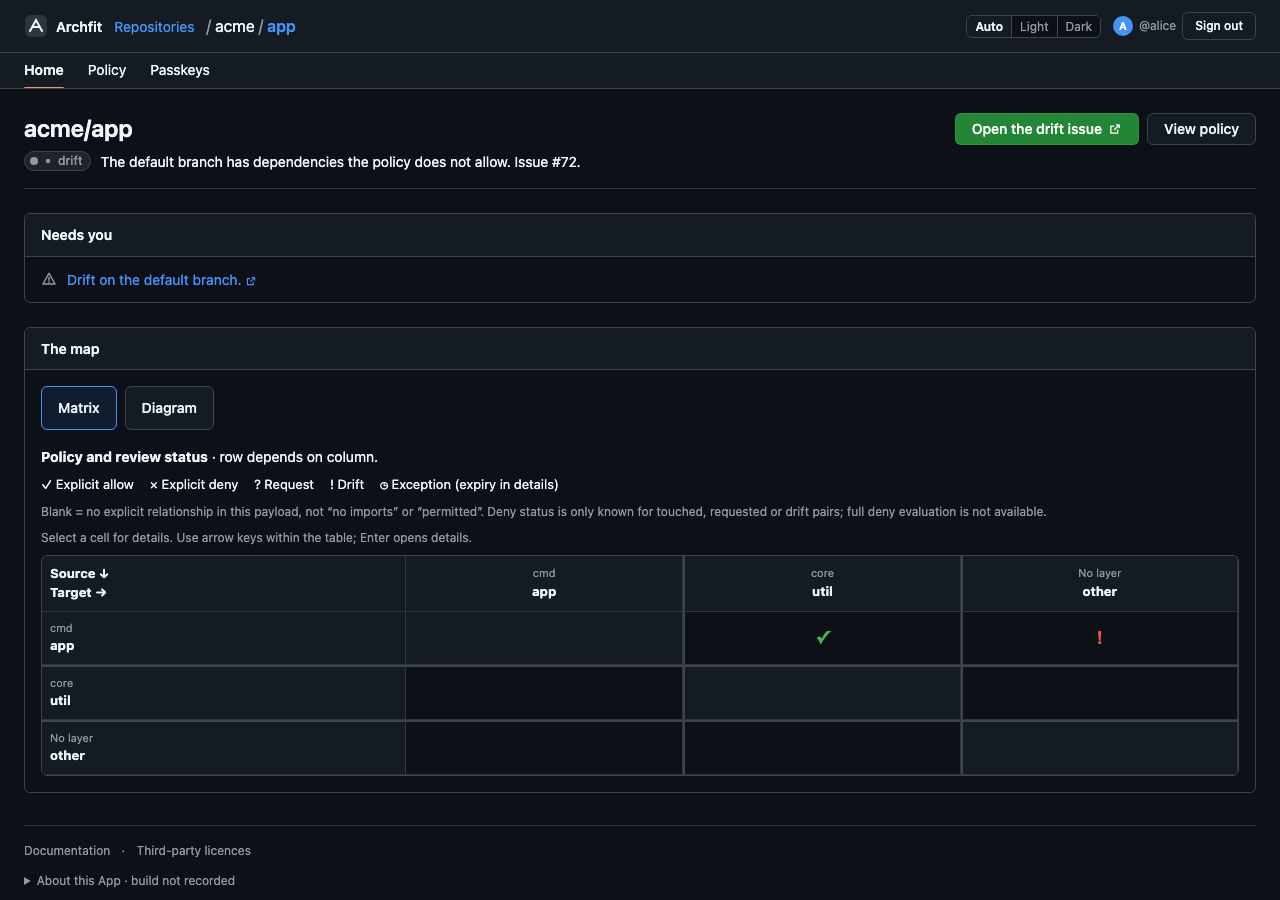 Archfit Repositories / acme / app
Auto Light Dark A @alice Sign out
Home Policy Passkeys
acme/app
Open the drift issue View policy
drift The default branch has dependencies the policy does not allow. Issue #72.
Needs you
Drift on the default branch.
The map
Matrix Diagram
Policy and review status · row depends on column.
✓ Explicit allow × Explicit deny ? Request ! Drift ◷ Exception (expiry in details)
Blank = no explicit relationship in this payload, not “no imports” or “permitted”. Deny status is only known for touched, requested or drift pairs; full deny evaluation is not available.
Select a cell for details. Use arrow keys within the table; Enter opens details.
Source ↓
Target →
cmd
app
core
util
No layer
other
cmd
app
✓ !
core
util
No layer
other
Documentation · Third-party licences
▶ About this App · build not recorded